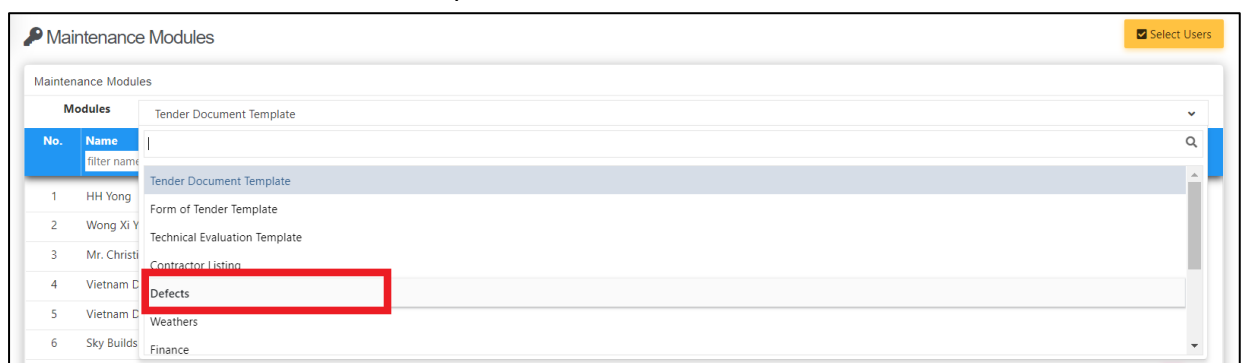 Maintenance Modules
Select Users
Maintenance Modules
Modules
Tender Document Template
No.
Name
filter name
Tender Document Template
1 HH Yong
Form of Tender Template
2 Wong Xi Y
Technical Evaluation Template
3 Mr. Christi
Contractor Listing
4 Vietnam D
Defects
5 Vietnam D
Weathers
6 Sky Builds
Finance